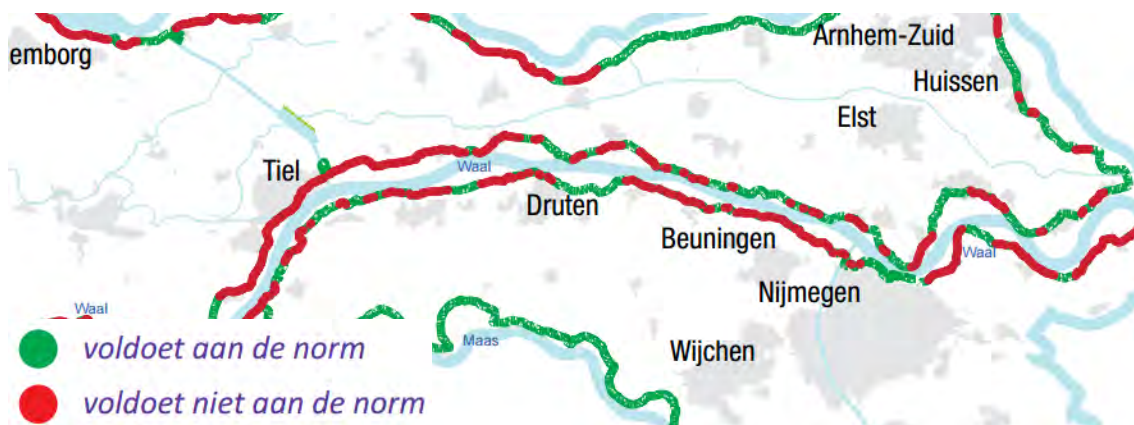 emborg
Arnhem-Zuid
Huissen
Elst
Tiel
Waal
Druten
Beuningen
Waal
Nijmegen
Waal
Maas
Wijchen
voldoet aan de norm
voldoet niet aan de norm